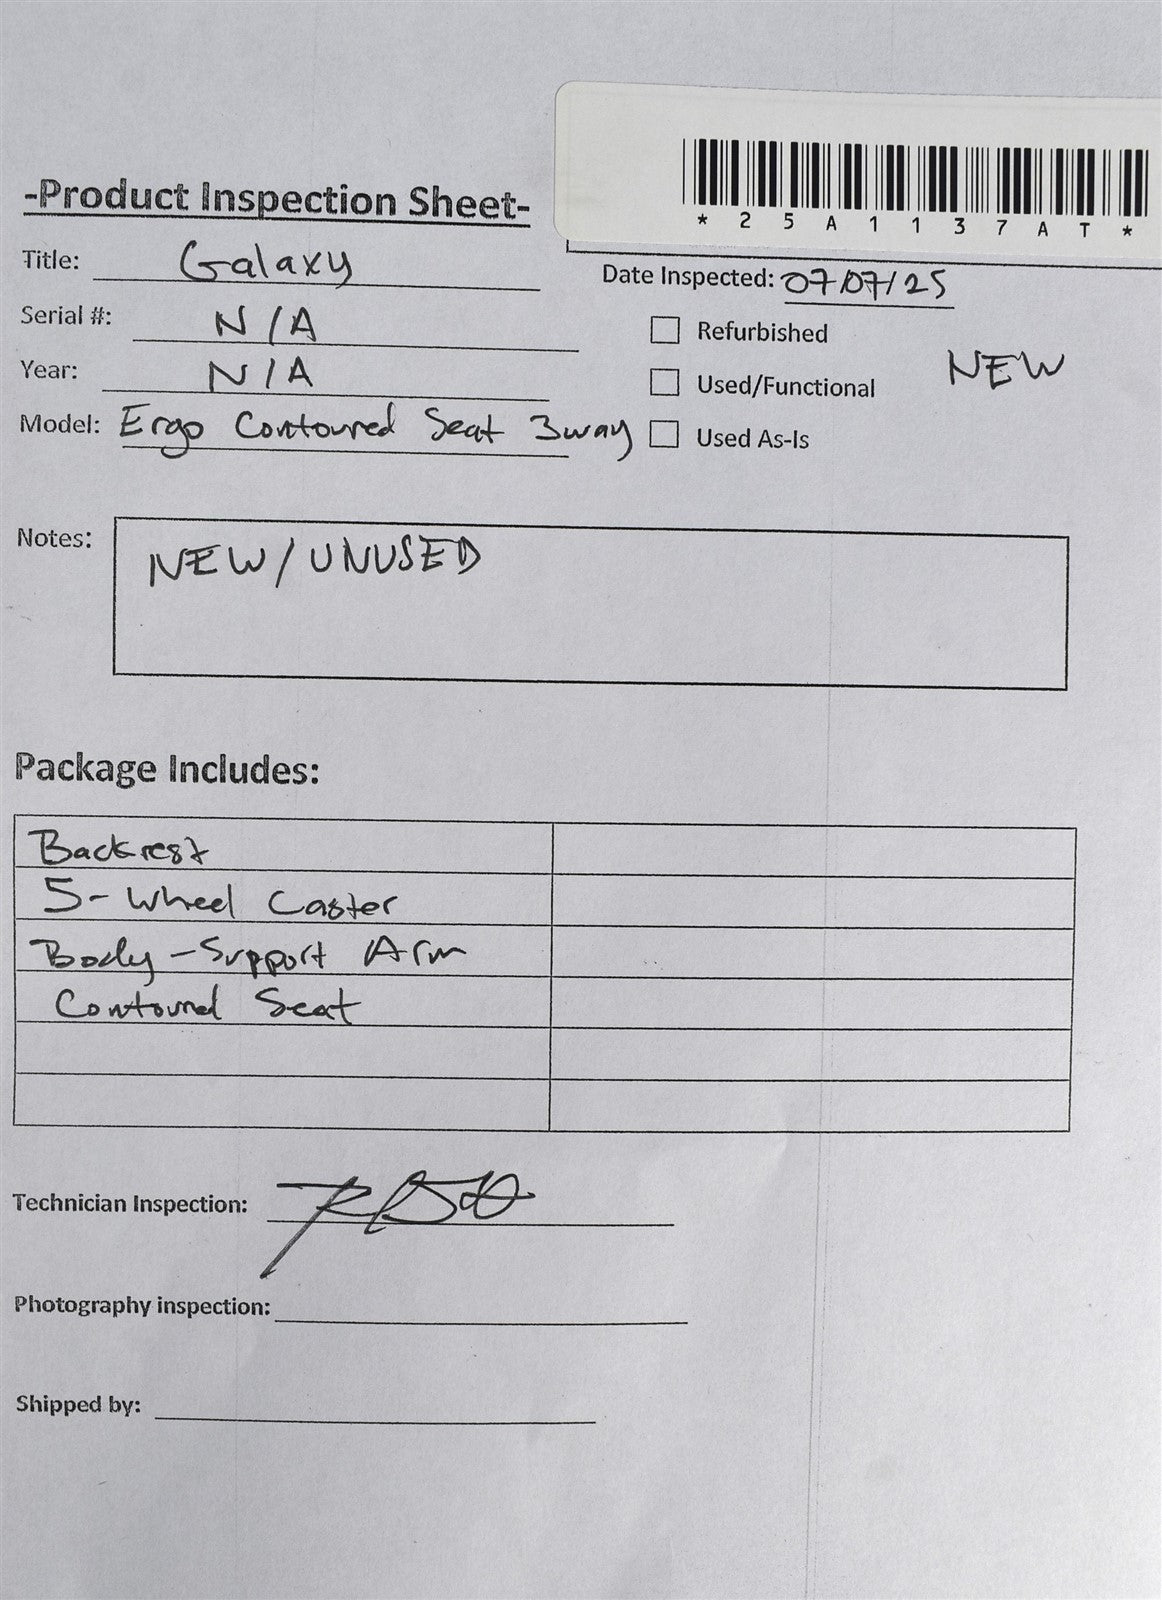 *25A1137AT*
-Product Inspection Sheet-
Title: Galaxy
Date Inspected: 07/07/25
Serial #: N/A
Refurbished
Year: N/A
Used/Functional NEW
Model: Ergo Contoured Seat 3way
Used As-Is
Notes: NEW/UNUSED
Package Includes:
Backrest
5-Wheel Caster
Body-Support Arm
Contoured Seat
Technician Inspection:
Photography inspection:
Shipped by: